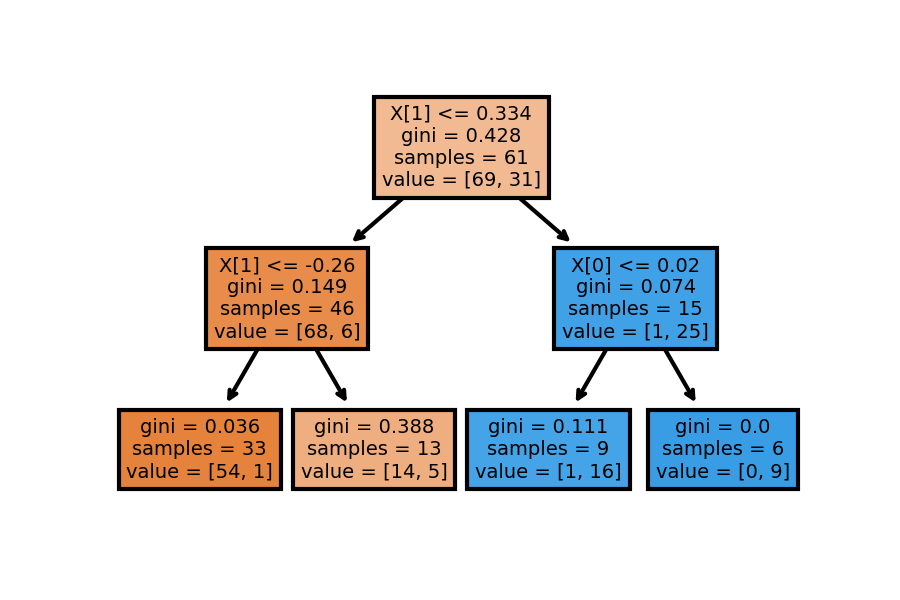 X[1] <= 0.334
gini = 0.428
samples = 61
value = [69, 31]
X[1] <= -0.26
gini = 0.149
samples = 46
value = [68, 6]
X[0] <= 0.02
gini = 0.074
samples = 15
value = [1, 25]
gini = 0.036
samples = 33
value = [54, 1]
gini = 0.388
samples = 13
value = [14, 5]
gini = 0.111
samples = 9
value = [1, 16]
gini = 0.0
samples = 6
value = [0, 9]